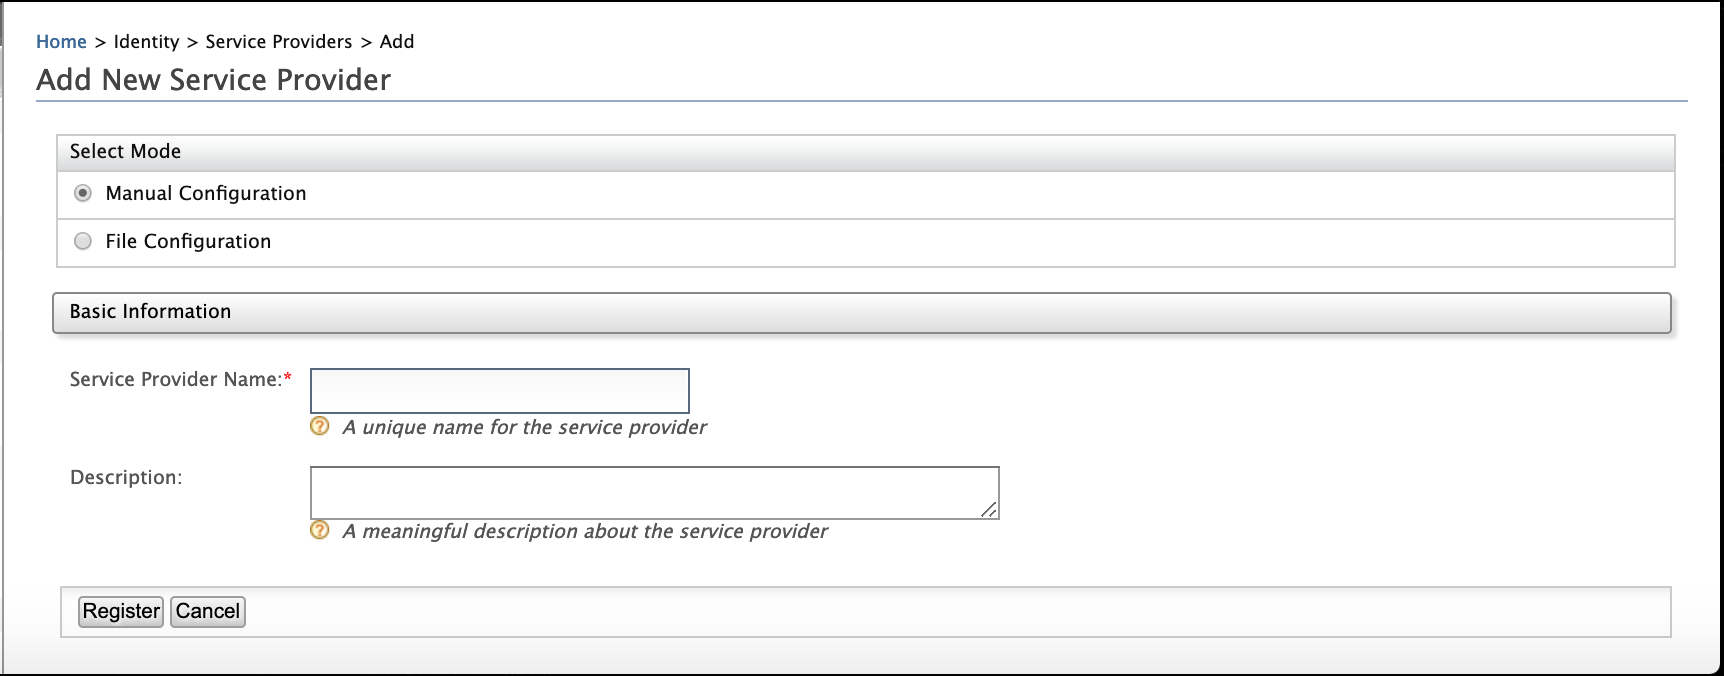 Home > Identity > Service Providers > Add
Add New Service Provider
Select Mode
Manual Configuration
File Configuration
Basic Information
Service Provider Name:*
? A unique name for the service provider
Description:
? A meaningful description about the service provider
Register Cancel